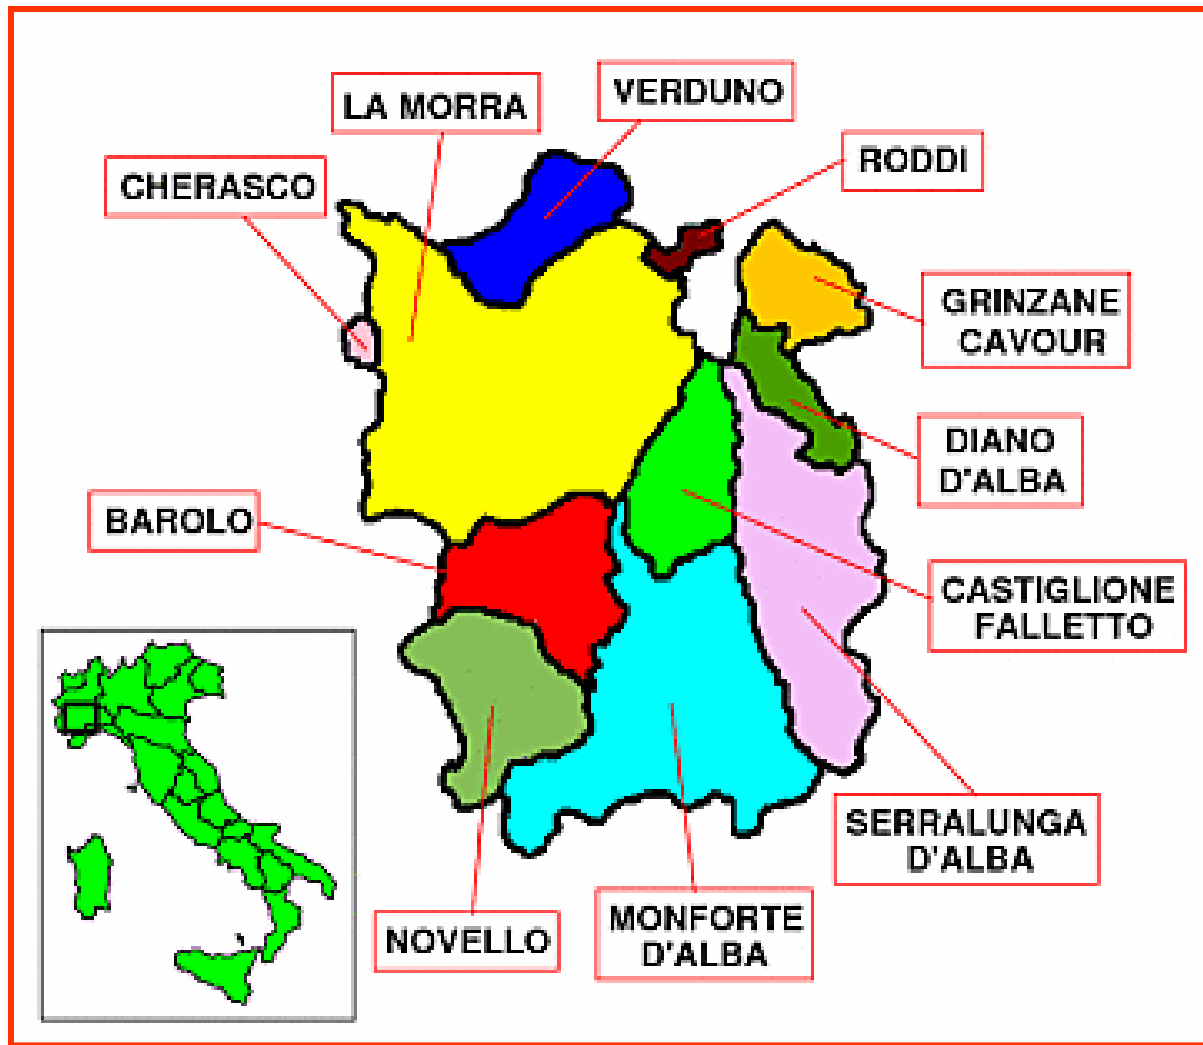 VERDUNO
LA MORRA
RODDI
CHERASCO
GRINZANE
CAVOUR
DIANO
D'ALBA
BAROLO
CASTIGLIONE
FALLETTO
SERRALUNGA
D'ALBA
MONFORTE
D'ALBA
NOVELLO